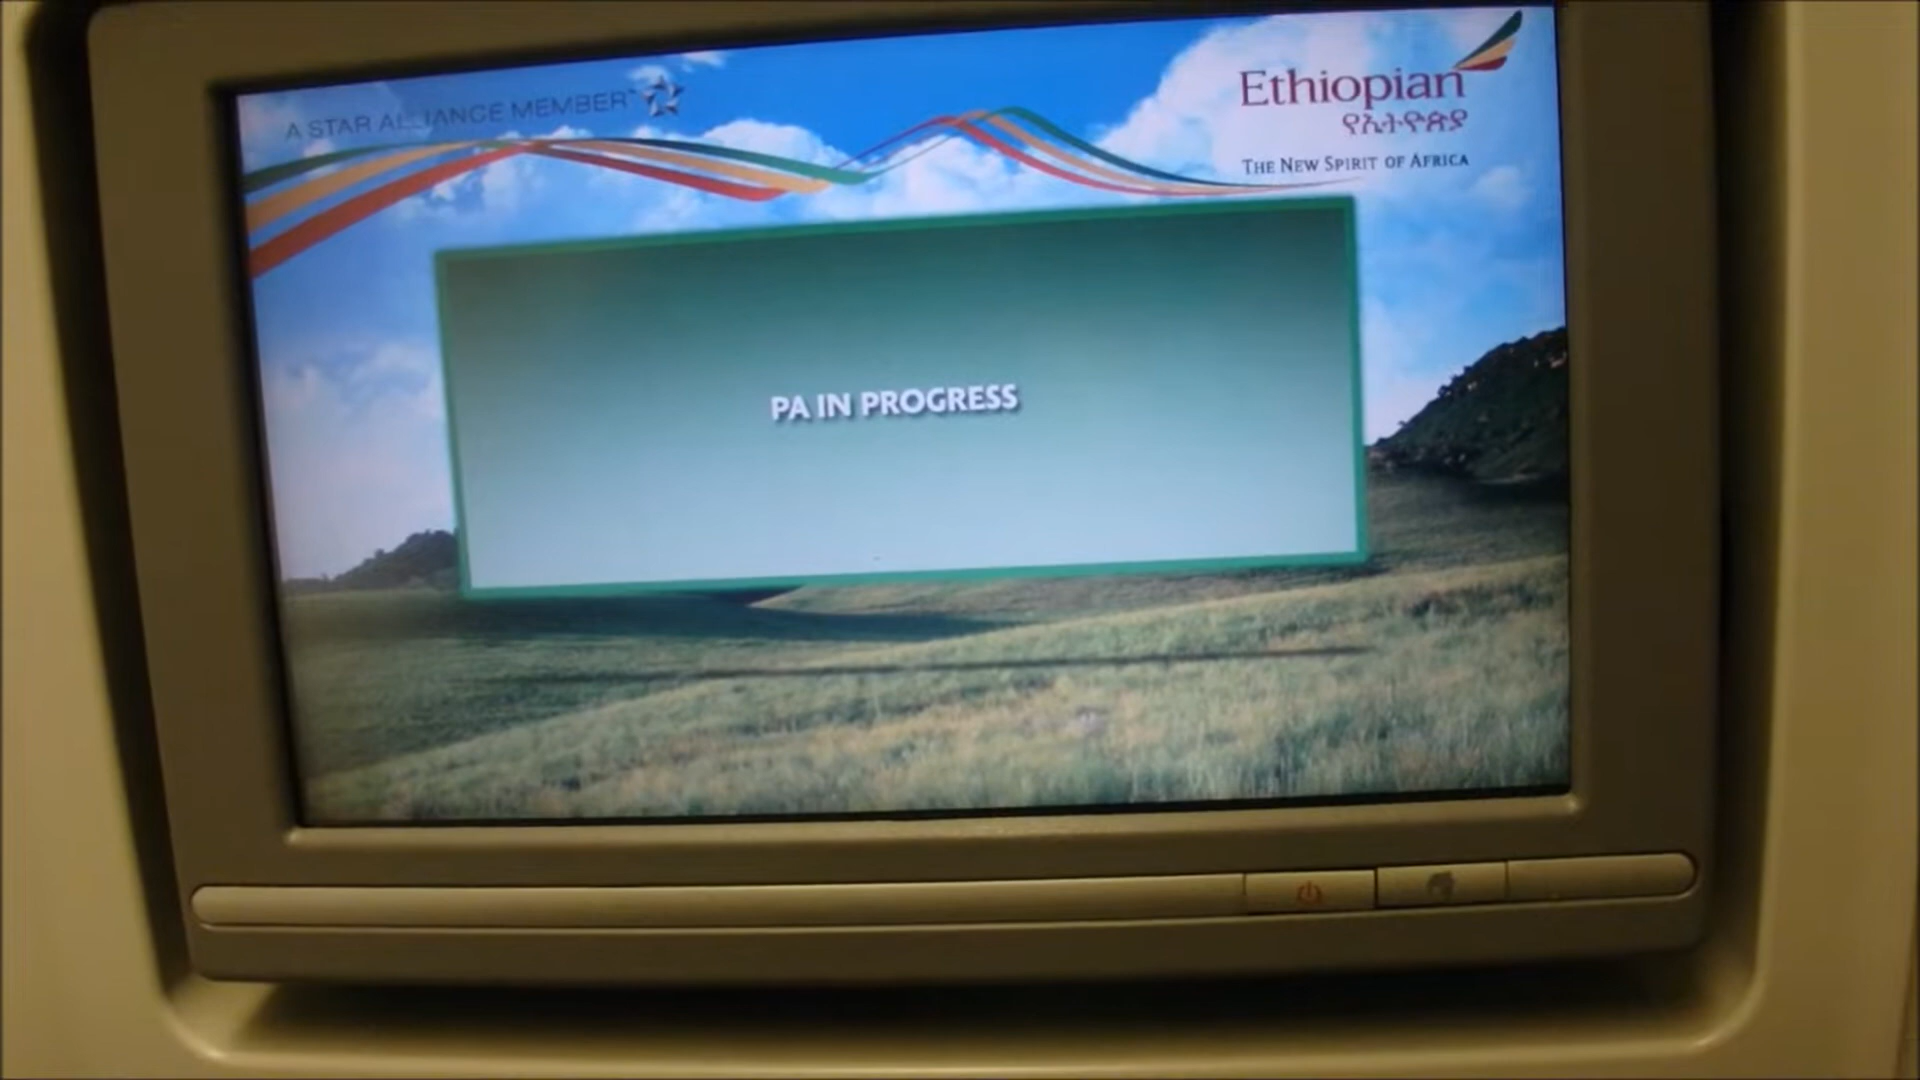 A STAR ALLIANCE MEMBER
Ethiopian
የኢትዮጵያ
THE NEW SPIRIT OF AFRICA
PA IN PROGRESS